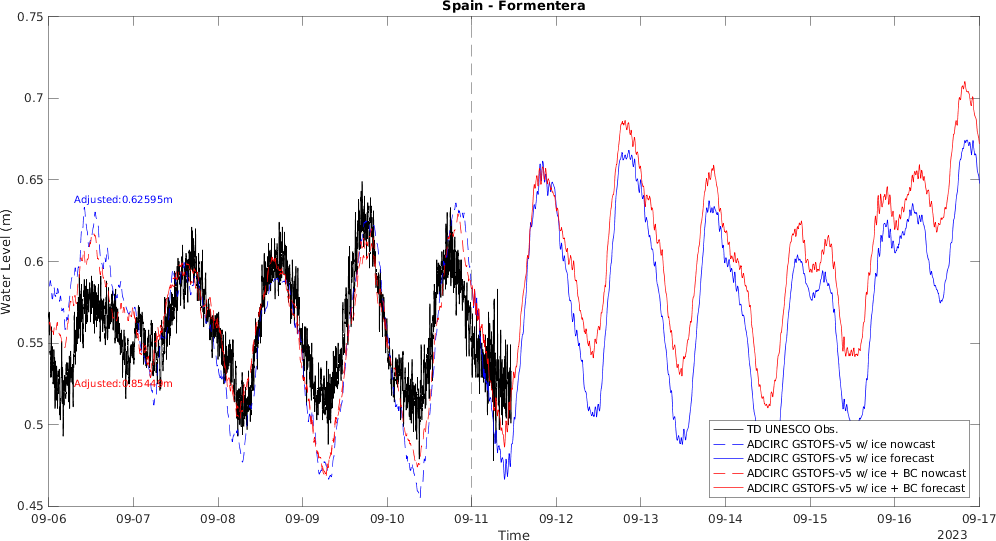 Spain - Formentera
0.75
0.7
0.65
0.6
0.55
0.5
0.45
Water Level (m)
Adjusted:0.62595m
Adjusted:0.85449m
TD UNESCO Obs.
ADCIRC GSTOFS-v5 w/ ice nowcast
ADCIRC GSTOFS-v5 w/ ice forecast
ADCIRC GSTOFS-v5 w/ ice + BC nowcast
ADCIRC GSTOFS-v5 w/ ice + BC forecast
09-06 09-07 09-08 09-09 09-10 09-11 09-12 09-13 09-14 09-15 09-16 09-17
Time
2023